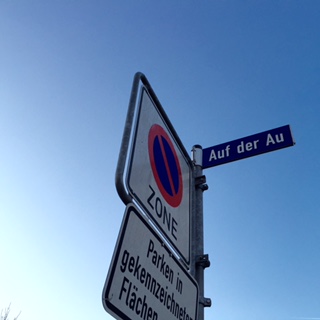 Auf der Au
ZONE
Parken in
gekennzeichneten
Flächen